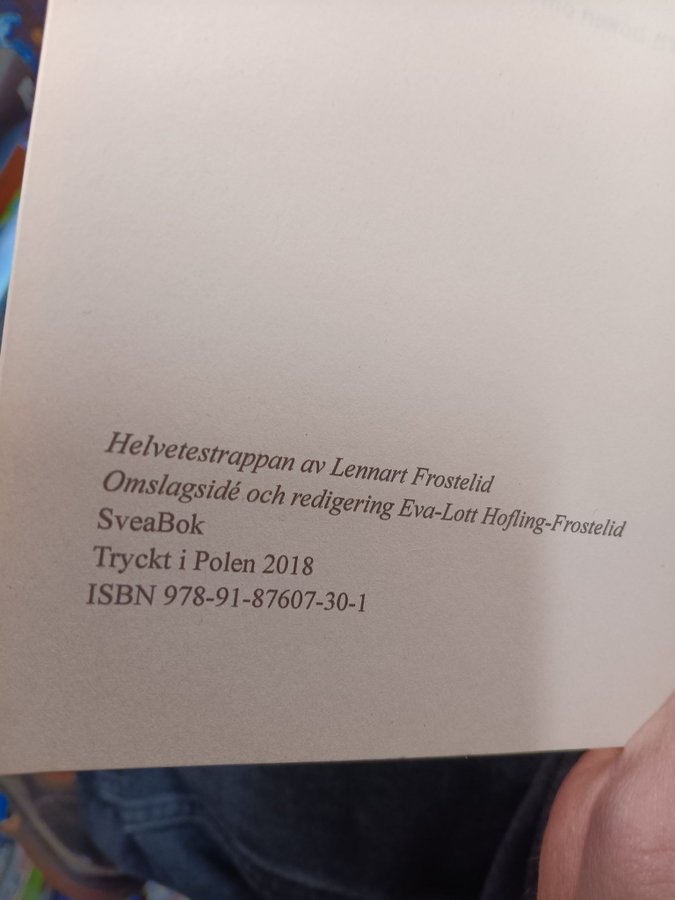 Helvetestrappan av Lennart Frostelid
Omslagsidé och redigering Eva-Lott Hofling-Frostelid
SveaBok
Tryckt i Polen 2018
ISBN 978-91-87607-30-1